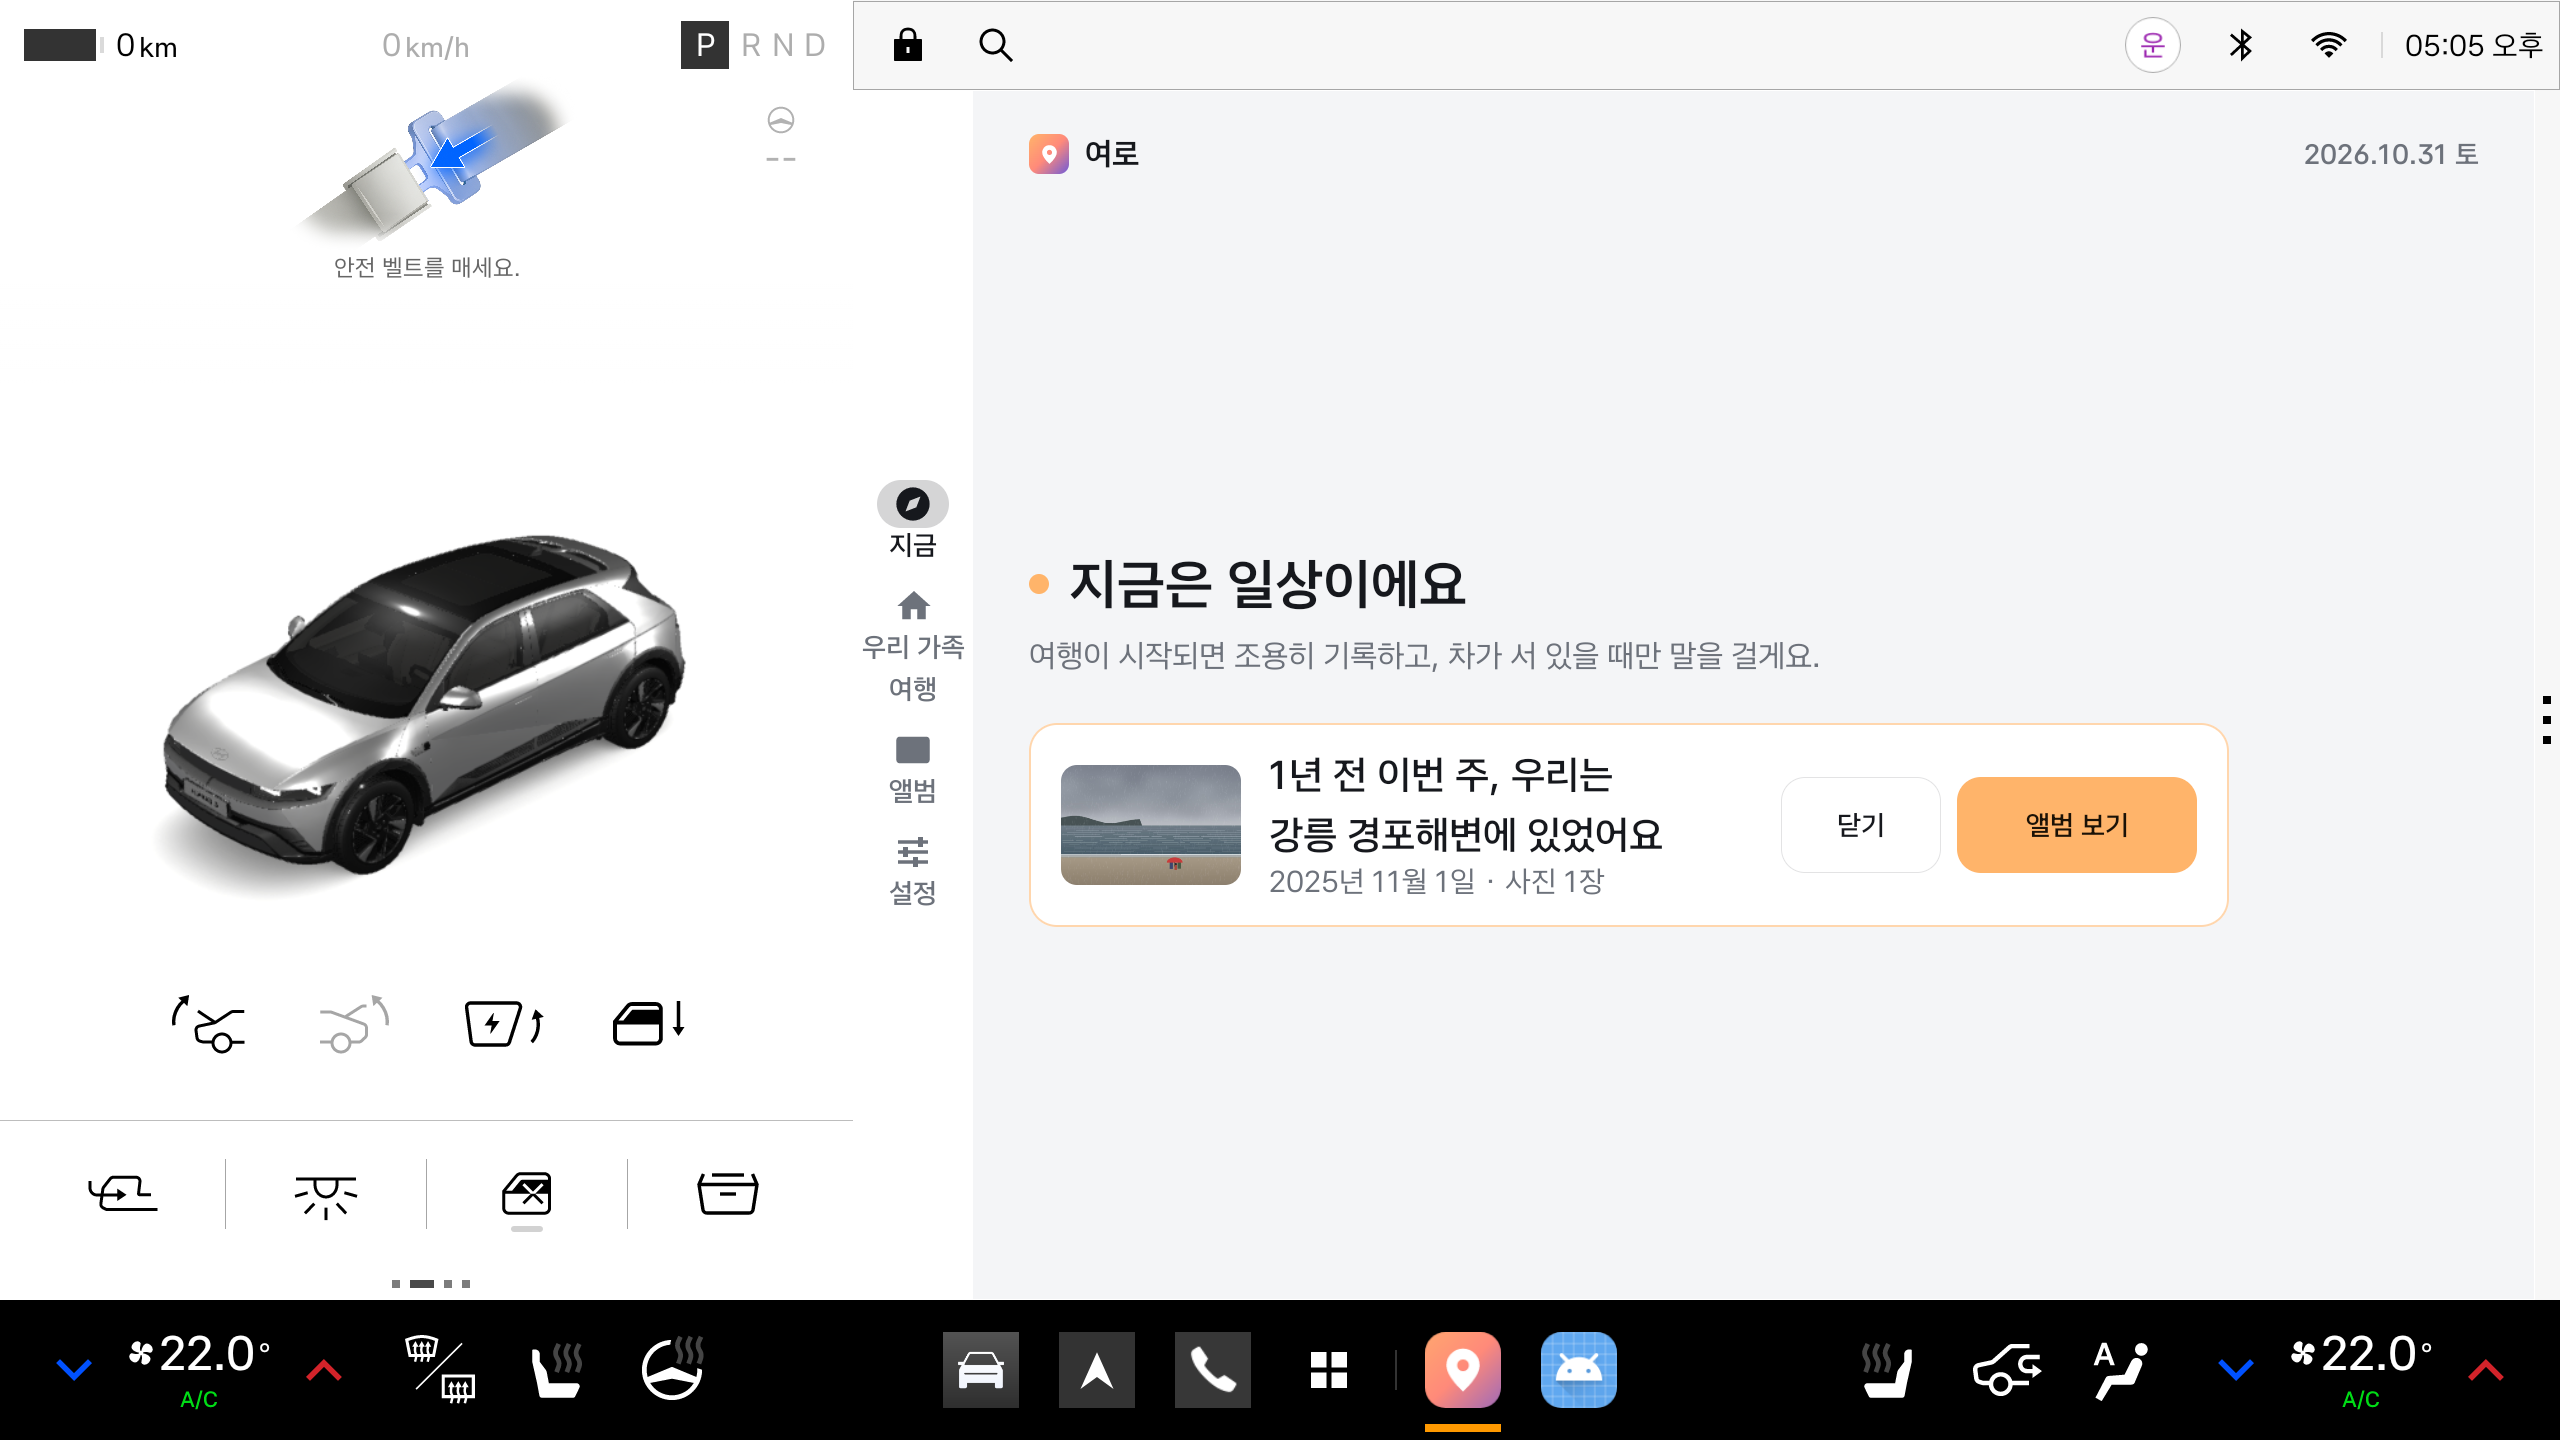 0 km
0 km/h
P R N D
05:05 오후
운
안전 벨트를 매세요.
여로
2026.10.31 토
지금
우리 가족
여행
앨범
설정
지금은 일상이에요
여행이 시작되면 조용히 기록하고, 차가 서 있을 때만 말을 걸게요.
1년 전 이번 주, 우리는
강릉 경포해변에 있었어요
2025년 11월 1일 · 사진 1장
닫기
앨범 보기
22.0°
A/C
A
22.0°
A/C